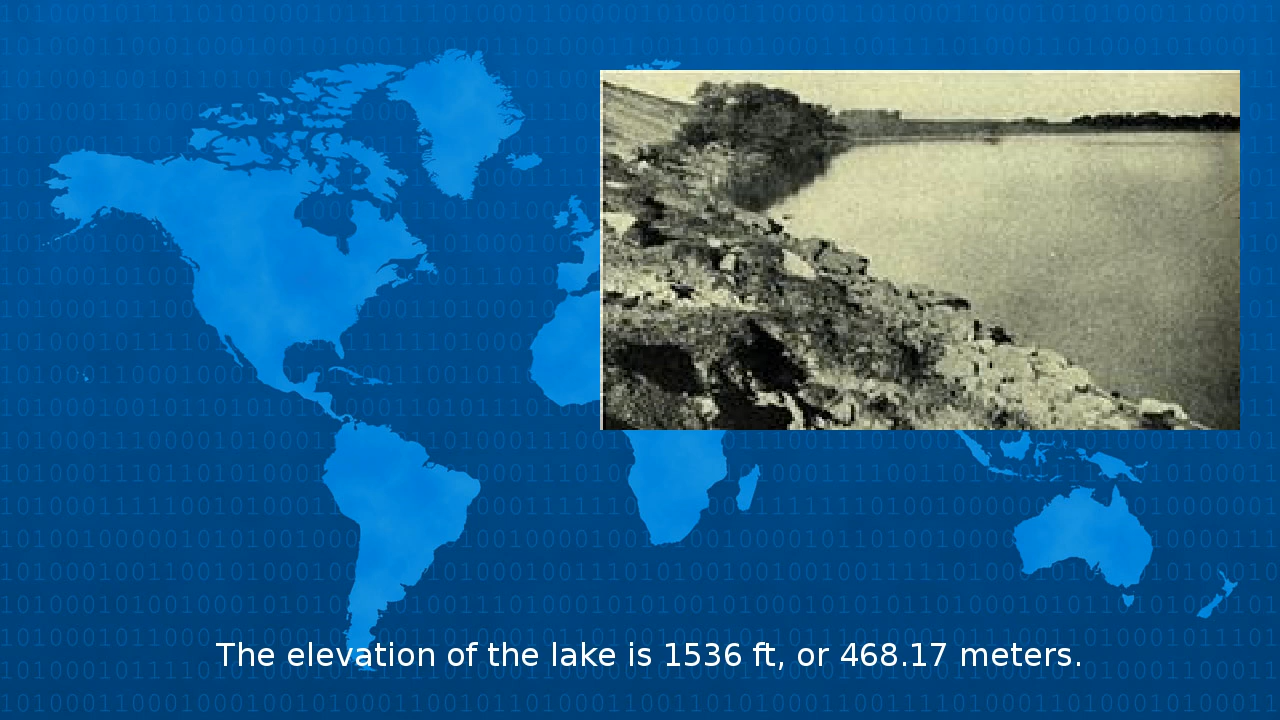 The elevation of the lake is 1536 ft, or 468.17 meters.